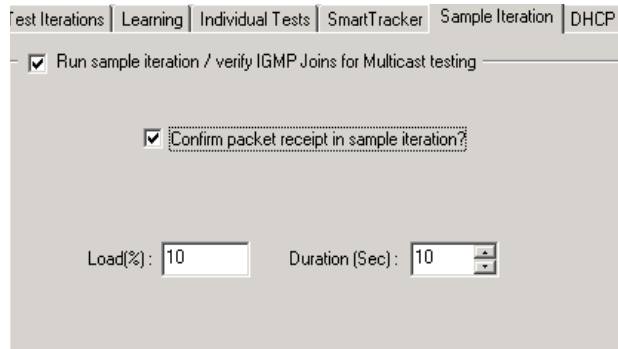 Test Iterations Learning Individual Tests SmartTracker Sample Iteration DHCP
Run sample iteration / verify IGMP Joins for Multicast testing
Confirm packet receipt in sample iteration?
Load(%) : 10 Duration (Sec) : 10